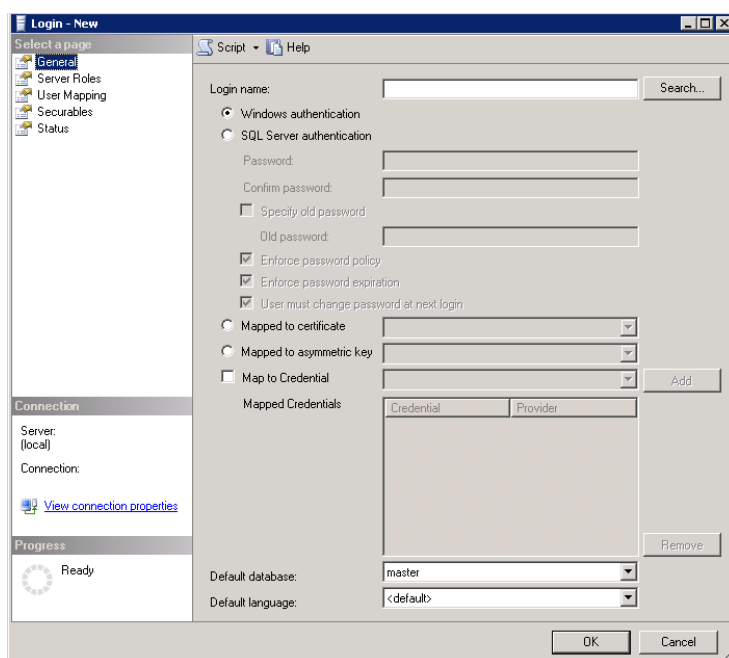 Login - New
Select a page
General
Server Roles
User Mapping
Securables
Status
Script Help
Login name: Search...
Windows authentication
SQL Server authentication
Password:
Confirm password:
Specify old password
Old password:
Enforce password policy
Enforce password expiration
User must change password at next login
Mapped to certificate
Mapped to asymmetric key
Map to Credential Add
Mapped Credentials Credential Provider
Remove
Default database: master
Default language: <default>
Connection
Server:
(local)
Connection:
View connection properties
Progress
Ready
OK Cancel